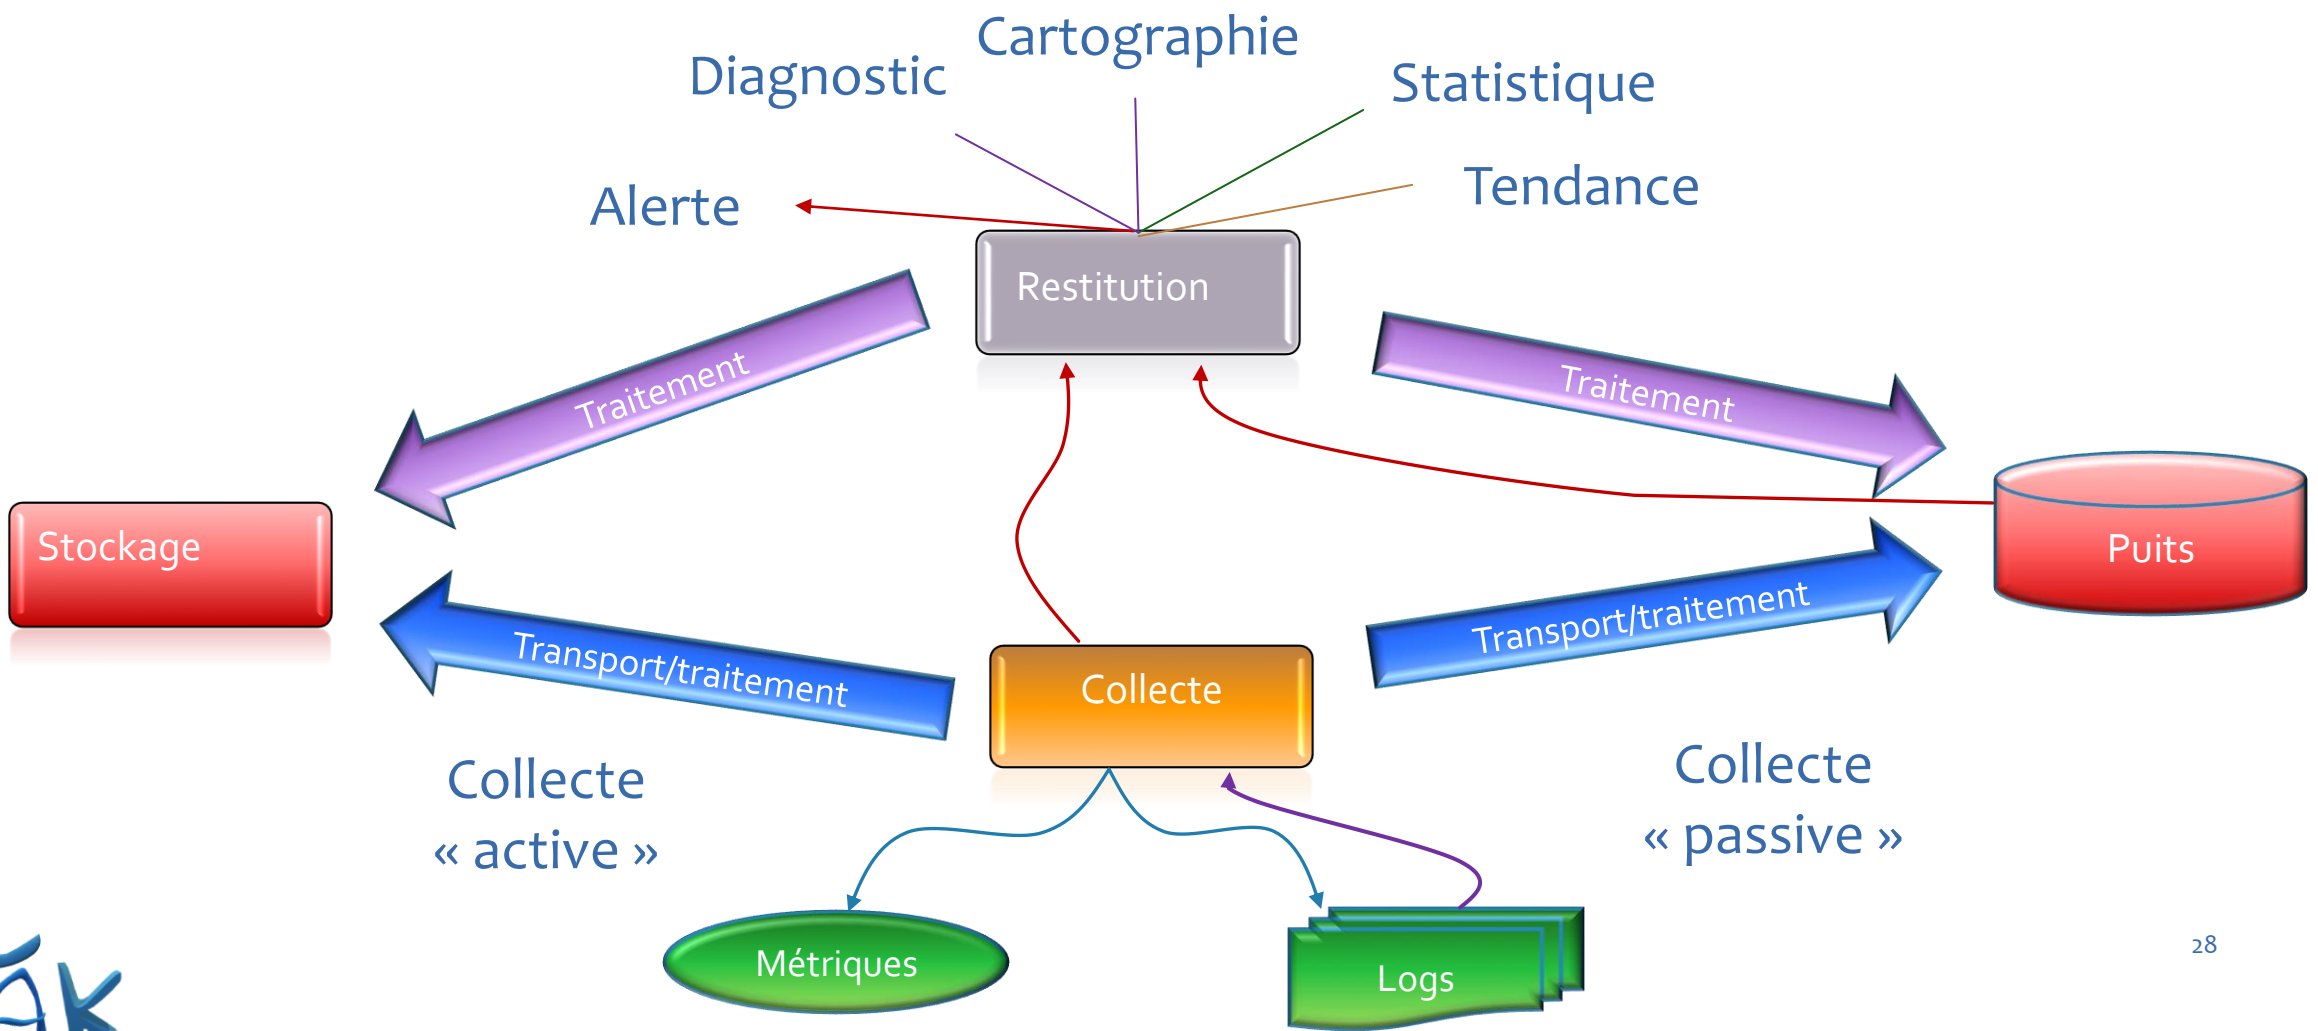 Cartographie
Diagnostic
Statistique
Tendance
Alerte
Restitution
Traitement
Traitement
Stockage
Puits
Transport/traitement
Transport/traitement
Collecte
Collecte
« active »
Collecte
« passive »
Métriques
Logs
28